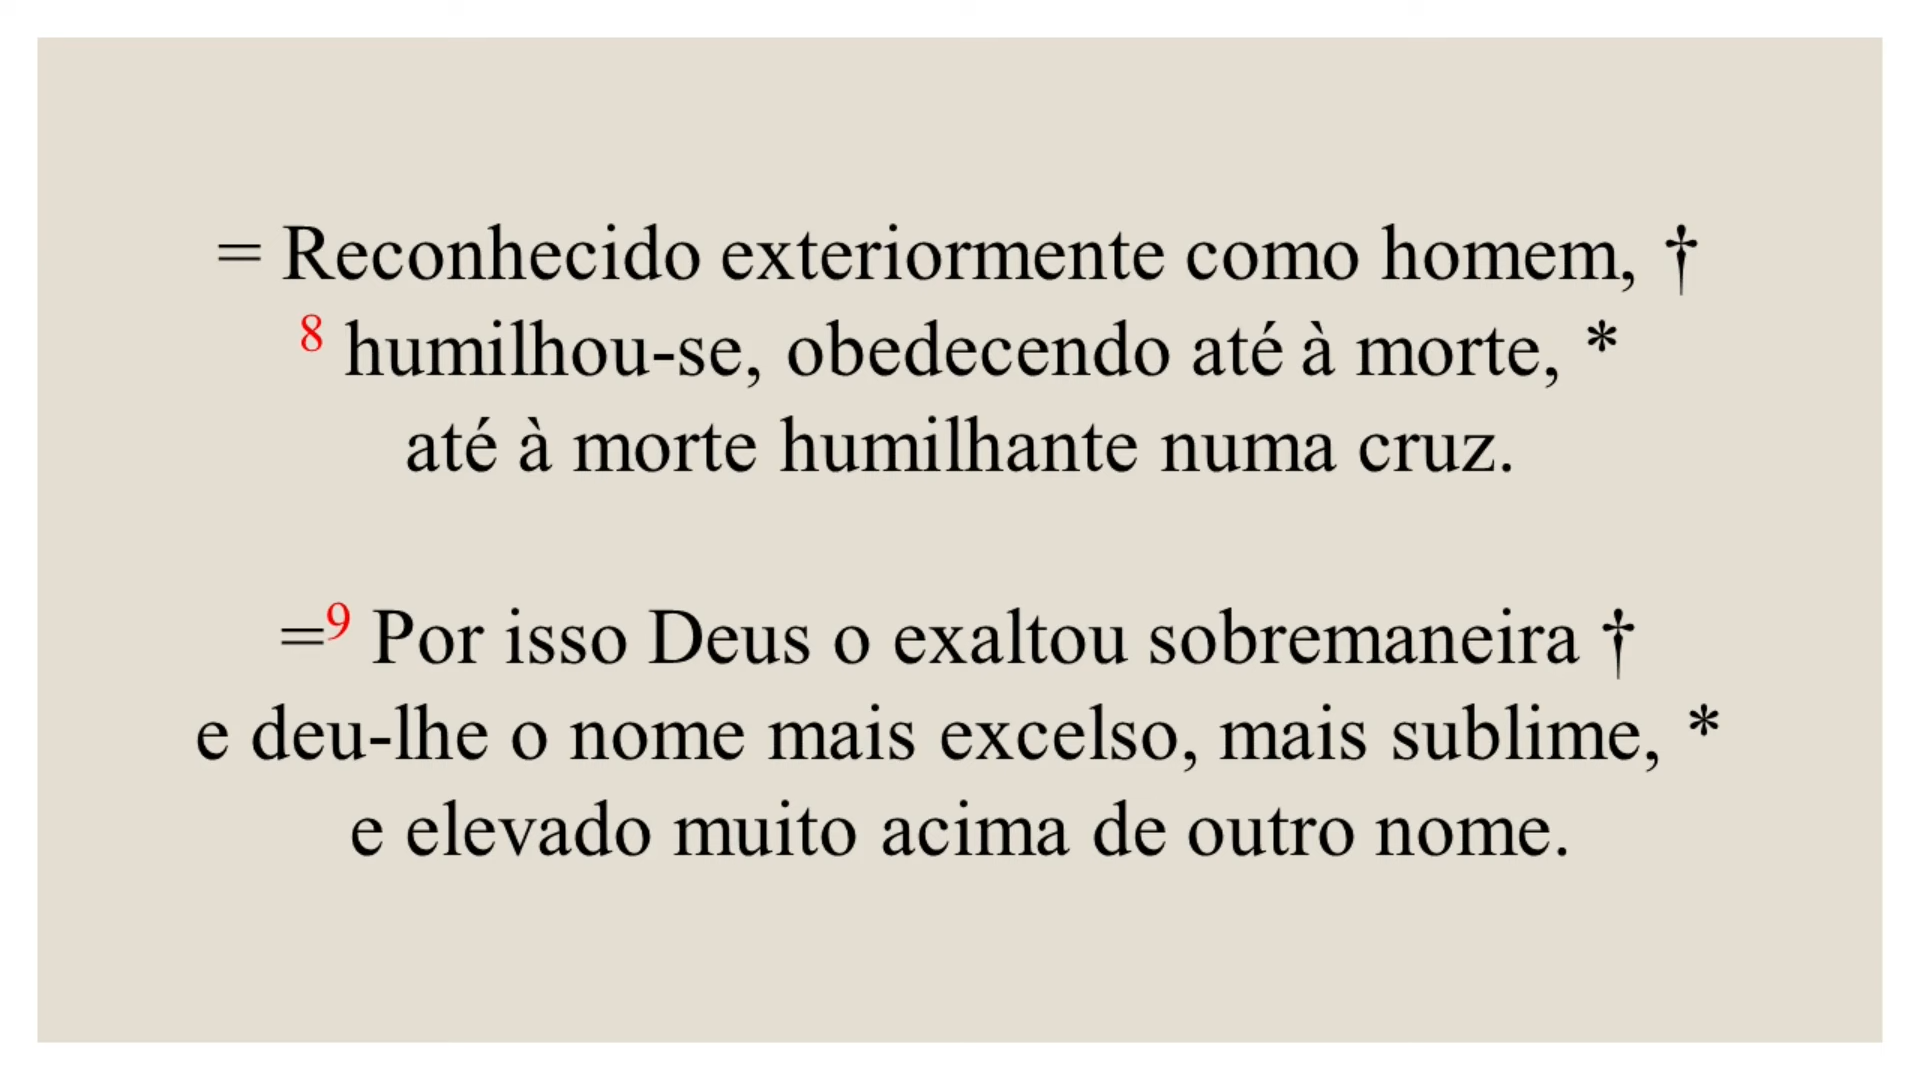 = Reconhecido exteriormente como homem, †
8 humilhou-se, obedecendo até à morte, *
até à morte humilhante numa cruz.
=9 Por isso Deus o exaltou sobremaneira †
e deu-lhe o nome mais excelso, mais sublime, *
e elevado muito acima de outro nome.